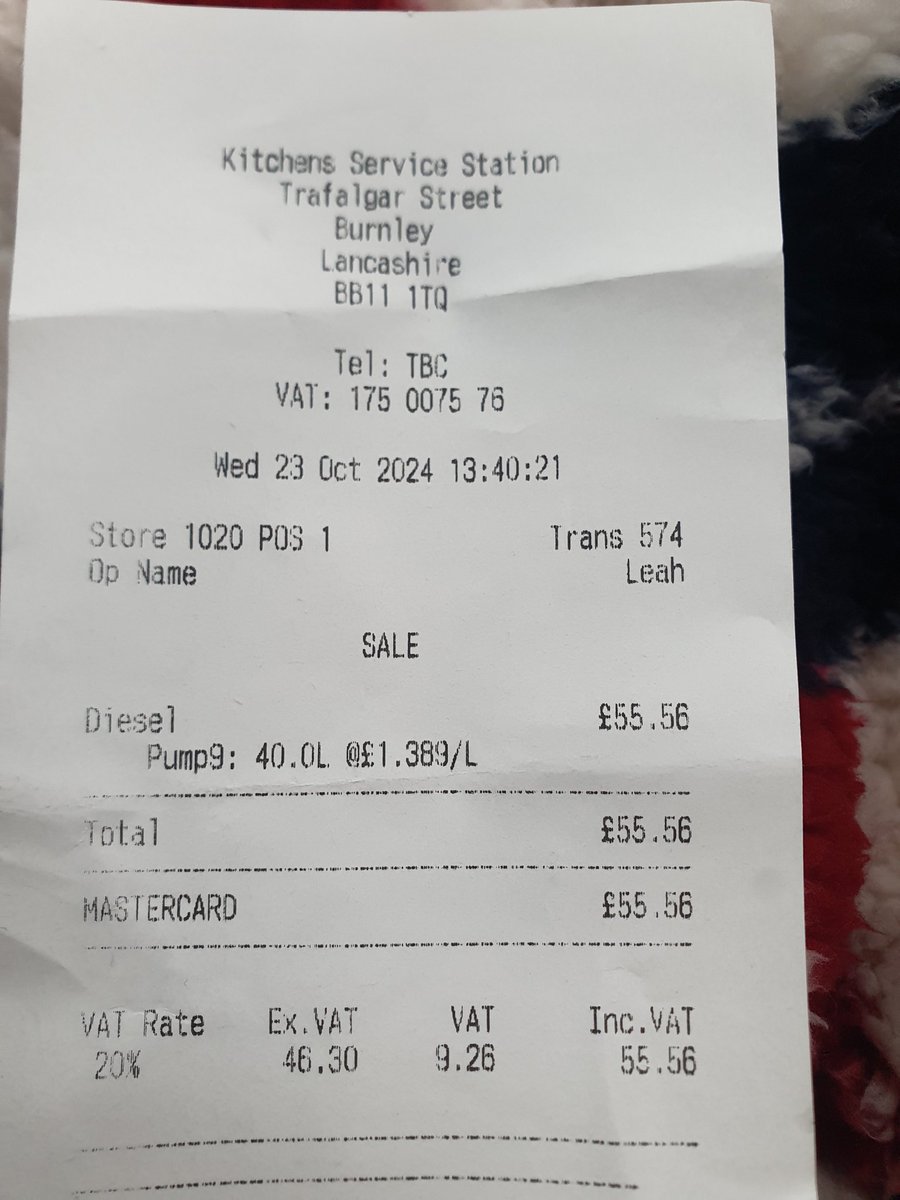 Kitchens Service Station
Trafalgar Street
Burnley
Lancashire
BB11 1TQ
Tel: TBC
VAT: 175 0075 76
Wed 23 Oct 2024 13:40:21
Store 1020 POS 1 Trans 574
Op Name Leah
SALE
Diesel £55.56
Pump9: 40.0L @£1.389/L
Total £55.56
MASTERCARD £55.56
VAT Rate Ex.VAT VAT Inc.VAT
20% 46.30 9.26 55.56